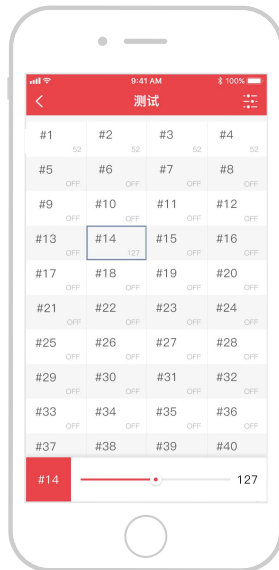 9:41 AM 100%
测试
#1 #2 #3 #4
52 52 52 52
#5 #6 #7 #8
OFF OFF OFF OFF
#9 #10 #11 #12
OFF OFF OFF OFF
#13 #14 #15 #16
OFF 127 OFF OFF
#17 #18 #19 #20
OFF OFF OFF OFF
#21 #22 #23 #24
OFF OFF OFF OFF
#25 #26 #27 #28
OFF OFF OFF OFF
#29 #30 #31 #32
OFF OFF OFF OFF
#33 #34 #35 #36
OFF OFF OFF OFF
#37 #38 #39 #40
#14 127